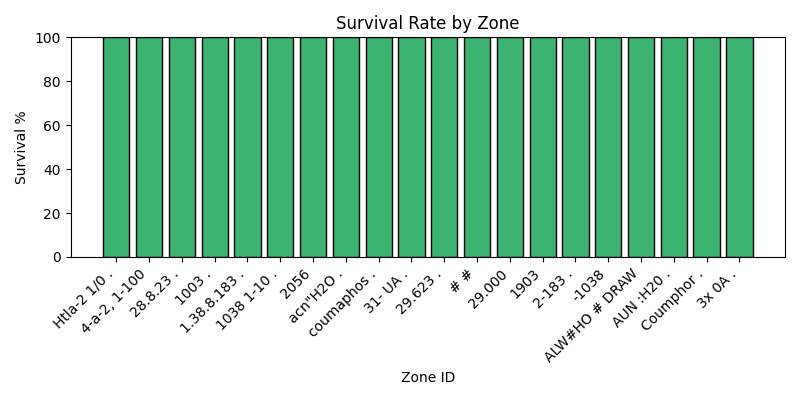 Survival Rate by Zone
Survival %
100
80
60
40
20
0
Htla-2 1/0 .
4-a-2, 1-100
28.8.23 .
1003 .
1.38.8.183 .
1038 1-10 .
2056
acn"H2O .
coumaphos .
31- UA .
29.623 .
# #
29.000
1903
2-183 .
-1038
ALW#HO # DRAW
AUN :H20 .
Coumphor .
3x 0A .
Zone ID